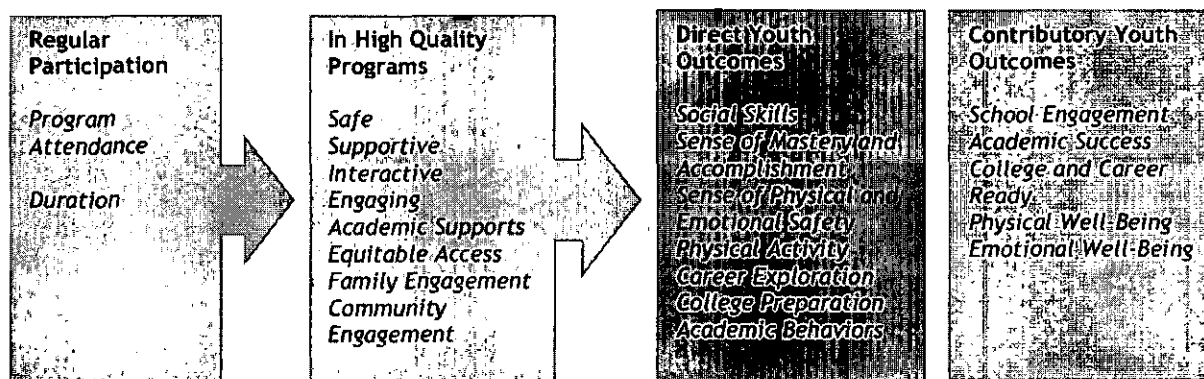 Regular
Participation
Program
Attendance
Duration
In High Quality
Programs
Safe
Supportive
Interactive
Engaging
Academic Supports
Equitable Access
Family Engagement
Community
Engagement
Direct Youth
Outcomes
Social Skills
Sense of Mastery and
Accomplishment
Sense of Physical and
Emotional Safety
Physical Activity
Career Exploration
College Preparation
Academic Behaviors
Contributory Youth
Outcomes
School Engagement
Academic Success
College and Career
Ready
Physical Well-Being
Emotional Well-Being